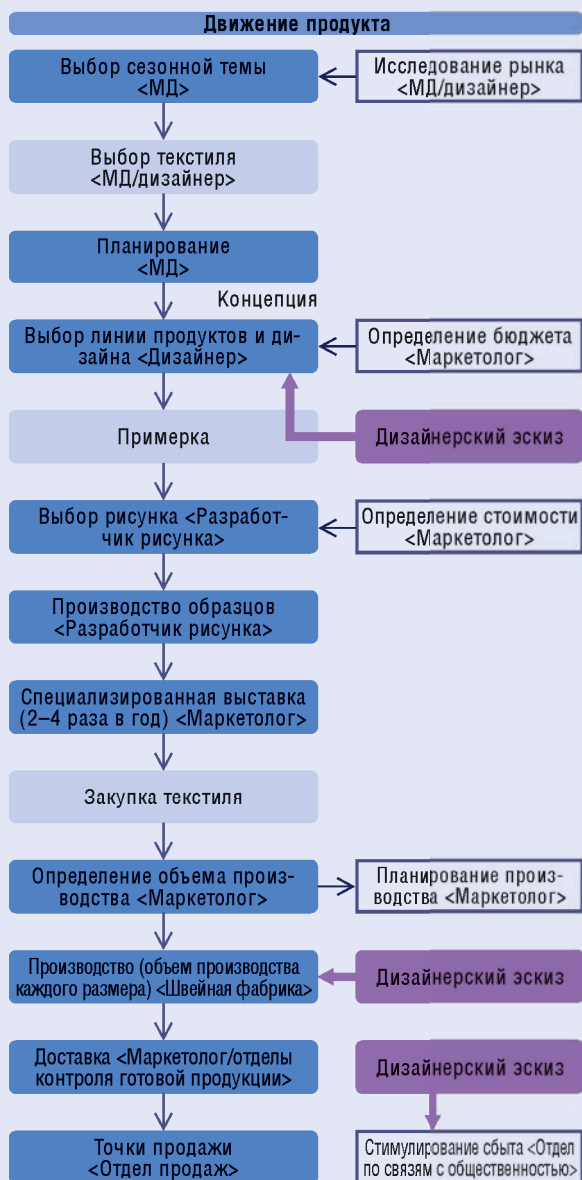 Движение продукта
Выбор сезонной темы
<МД>
Исследование рынка
<МД/дизайнер>
Выбор текстиля
<МД/дизайнер>
Планирование
<МД>
Концепция
Выбор линии продуктов и ди-
зайна <Дизайнер>
Определение бюджета
<Маркетолог>
Примерка
Дизайнерский эскиз
Выбор рисунка <Разработ-
чик рисунка>
Определение стоимости
<Маркетолог>
Производство образцов
<Разработчик рисунка>
Специализированная выставка
(2–4 раза в год) <Маркетолог>
Закупка текстиля
Определение объема произ-
водства <Маркетолог>
Планирование произ-
водства <Маркетолог>
Производство (объем производства
каждого размера) <Швейная фабрика>
Дизайнерский эскиз
Доставка <Маркетолог/отделы
контроля готовой продукции>
Дизайнерский эскиз
Точки продажи
<Отдел продаж>
Стимулирование сбыта <Отдел
по связям с общественностью>